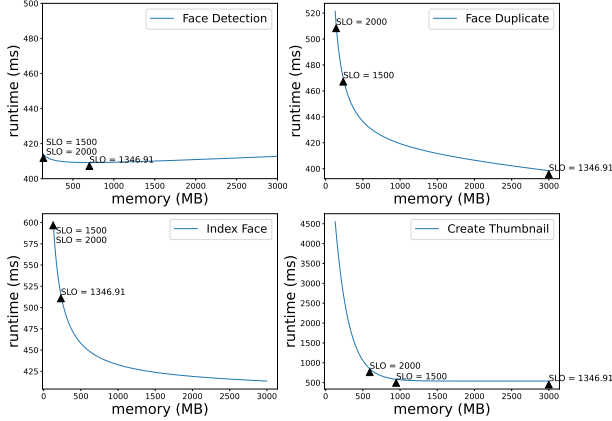 Face Detection
runtime (ms)
500
480
460
440
420
400
SLO = 1500
SLO = 2000
SLO = 1346.91
500
1000
1500
2000
2500
3000
memory (MB)
Face Duplicate
runtime (ms)
520
500
480
460
440
420
400
SLO = 2000
SLO = 1500
SLO = 1346.91
0
500
1000
1500
2000
2500
3000
memory (MB)
Index Face
runtime (ms)
600
575
550
525
500
475
450
425
SLO = 1500
SLO = 2000
SLO = 1346.91
0
500
1000
1500
2000
2500
3000
memory (MB)
Create Thumbnail
runtime (ms)
4500
4000
3500
3000
2500
2000
1500
1000
500
SLO = 2000
SLO = 1500
SLO = 1346.91
0
500
1000
1500
2000
2500
3000
memory (MB)